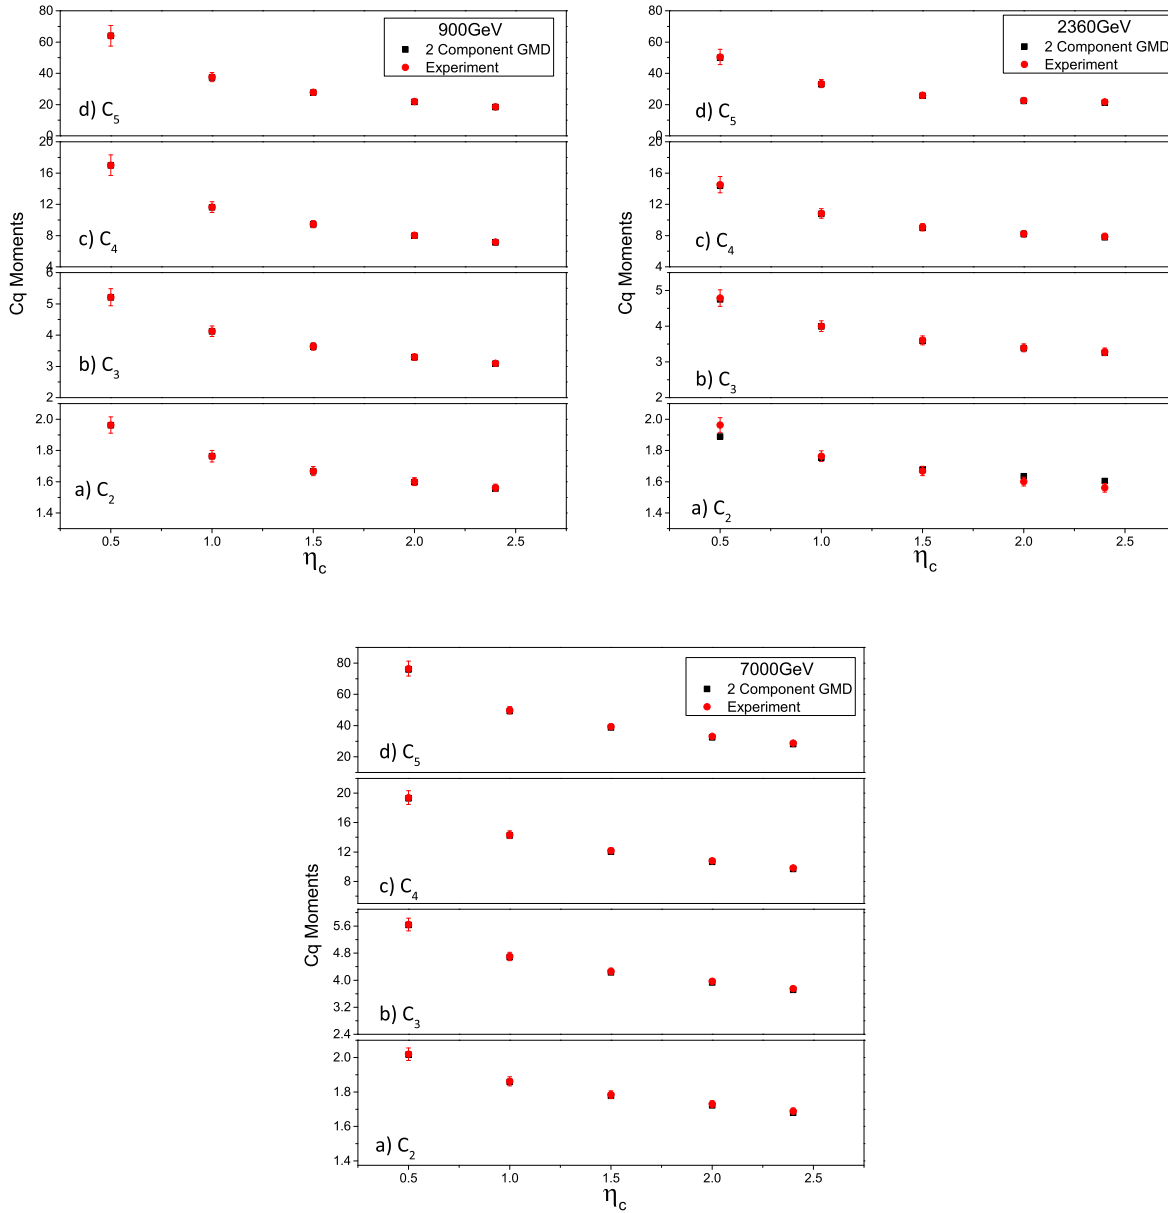 900GeV
2 Component GMD
Experiment
80
60
40
20
0
d) C5
16
12
8
4
c) C4
6
5
4
3
2
b) C3
2.0
1.8
1.6
1.4
a) C2
Cq Moments
0.5 1.0 1.5 2.0 2.5
ηc
2360GeV
2 Component GMD
Experiment
80
60
40
20
0
d) C5
20
16
12
8
4
c) C4
5
4
3
2
b) C3
2.0
1.8
1.6
1.4
a) C2
Cq Moments
0.5 1.0 1.5 2.0 2.5
ηc
7000GeV
2 Component GMD
Experiment
80
60
40
20
d) C5
20
16
12
8
c) C4
5.6
4.8
4.0
3.2
2.4
b) C3
2.0
1.8
1.6
1.4
a) C2
Cq Moments
0.5 1.0 1.5 2.0 2.5
ηc